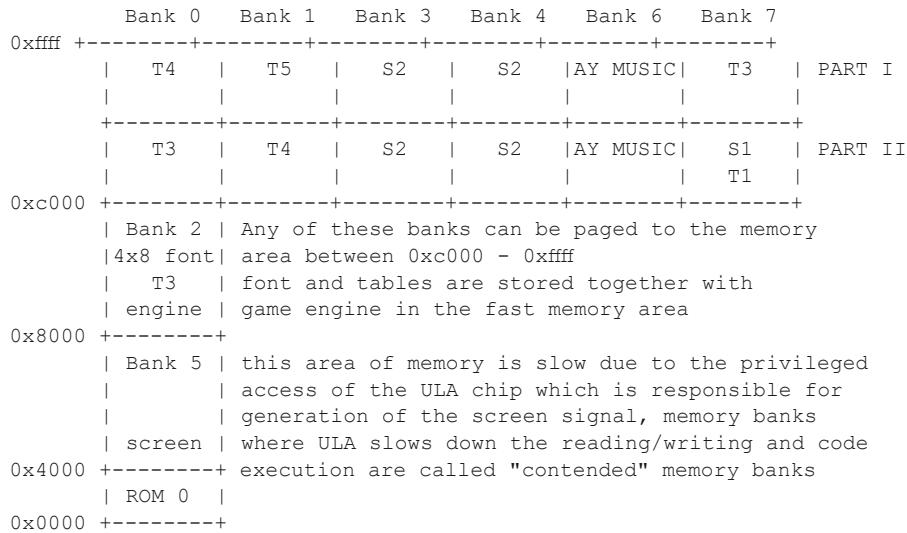 Bank 0   Bank 1   Bank 3   Bank 4   Bank 6   Bank 7
0xffff +--------+--------+--------+--------+--------+--------+
       |   T4   |   T5   |   S2   |   S2   |AY MUSIC|   T3   | PART I
       |        |        |        |        |        |        |
       +--------+--------+--------+--------+--------+--------+
       |   T3   |   T4   |   S2   |   S2   |AY MUSIC|   S1   | PART II
       |        |        |        |        |        |   T1   |
0xc000 +--------+--------+--------+--------+--------+--------+
       | Bank 2 | Any of these banks can be paged to the memory
       |4x8 font| area between 0xc000 - 0xffff
       |   T3   | font and tables are stored together with
       | engine | game engine in the fast memory area
0x8000 +--------+
       | Bank 5 | this area of memory is slow due to the privileged
       |        | access of the ULA chip which is responsible for
       |        | generation of the screen signal, memory banks
       | screen | where ULA slows down the reading/writing and code
0x4000 +--------+ execution are called "contended" memory banks
       | ROM 0  |
0x0000 +--------+